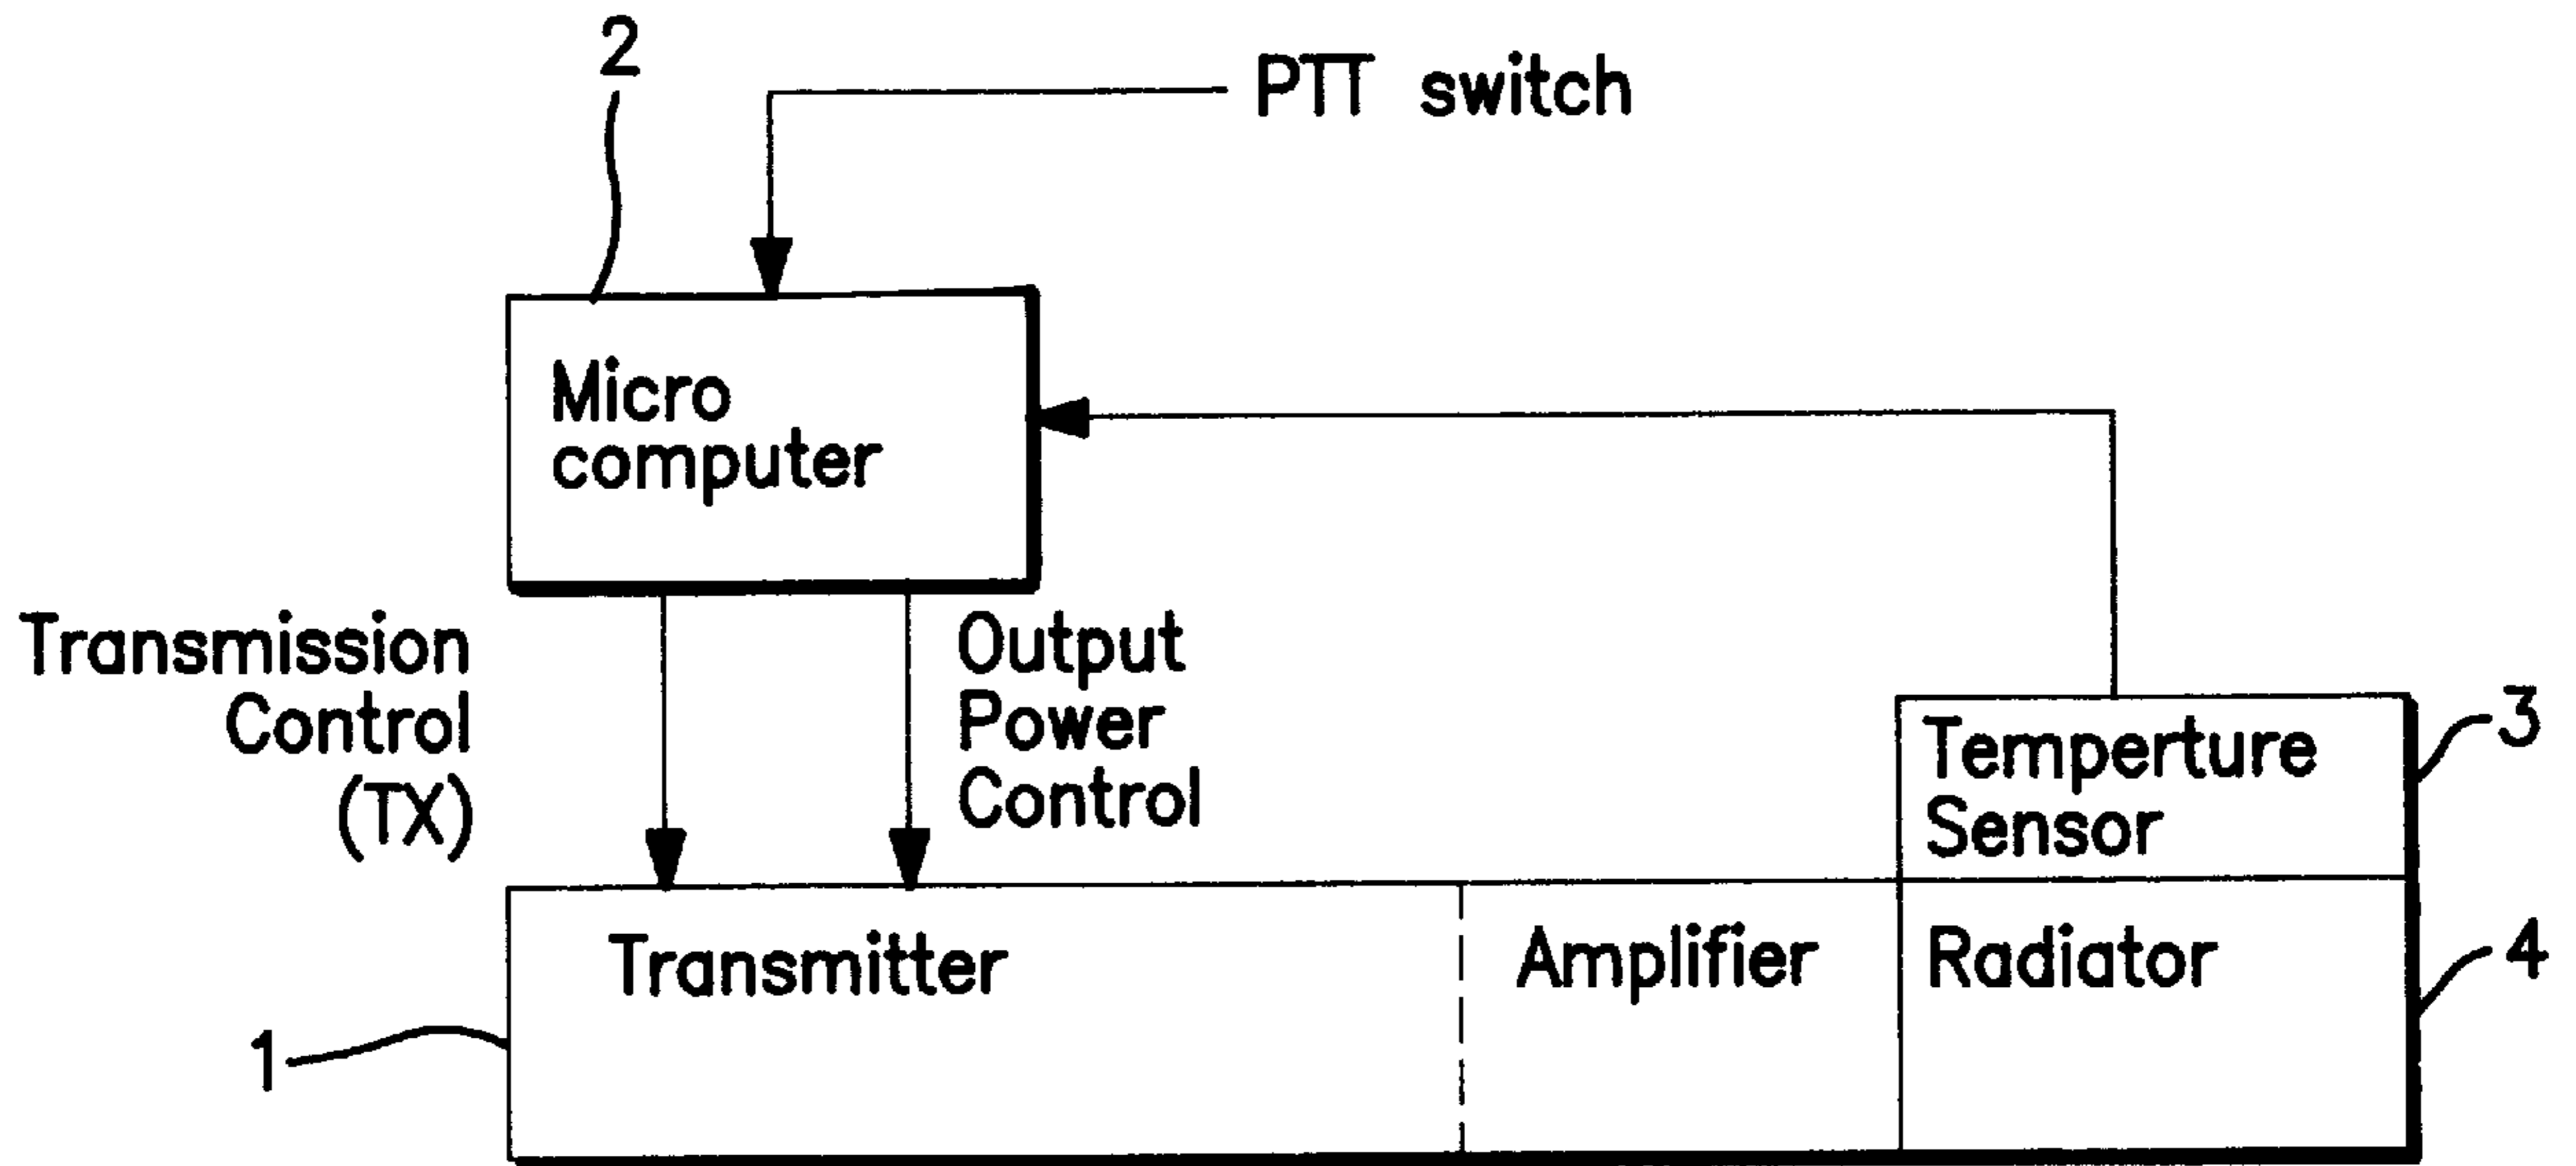 2
PTT switch
Micro
computer
Transmission
Control
(TX)
Output
Power
Control
Temperture
Sensor
3
Transmitter
Amplifier
Radiator
4
1